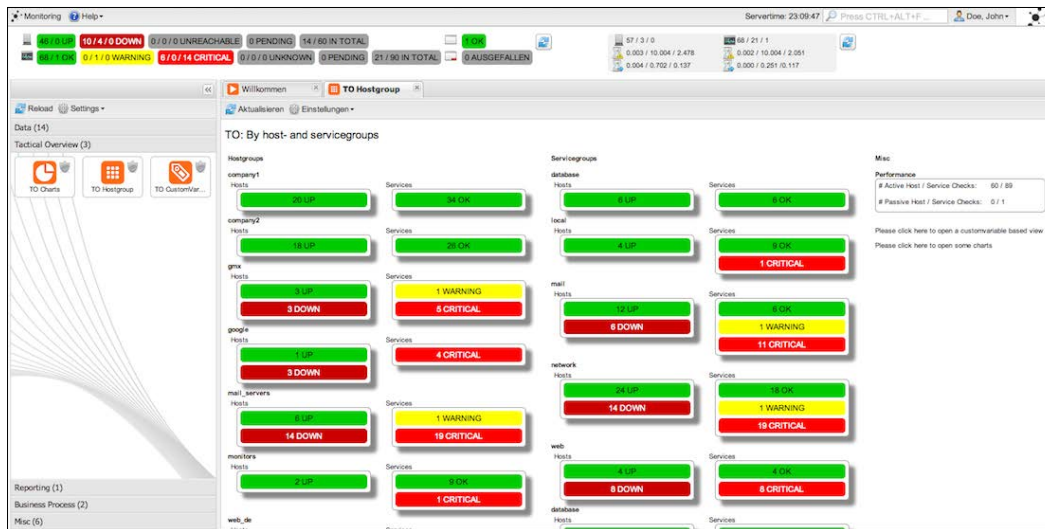 Monitoring Help
Servertime: 23:09:47 Press CTRL+ALT+F ... Doe, John
46 / 0 UP 10 / 4 / 0 DOWN 0 / 0 / 0 UNREACHABLE 0 PENDING 14 / 60 IN TOTAL 1 OK
57 / 3 / 0 68 / 21 / 1
0.003 / 10.004 / 2.478 0.002 / 10.004 / 2.051
68 / 1 OK 0 / 1 / 0 WARNING 6 / 0 / 14 CRITICAL 0 / 0 / 0 UNKNOWN 0 PENDING 21 / 90 IN TOTAL 0 AUSGEFALLEN
0.004 / 0.702 / 0.137 0.000 / 0.251 /0.117
Willkommen TO Hostgroup
Reload Settings
Aktualisieren Einstellungen
Data (14)
Tactical Overview (3)
TO Charts TO Hostgroup TO CustomVar...
Reporting (1)
Business Process (2)
Misc (6)
TO: By host- and servicegroups
Hostgroups
company1
Hosts Services
20 UP 34 OK
company2
Hosts Services
18 UP 26 OK
gmx
Hosts Services
3 UP 1 WARNING
3 DOWN 5 CRITICAL
google
Hosts Services
1 UP 4 CRITICAL
3 DOWN
mail_servers
Hosts Services
6 UP 1 WARNING
14 DOWN 19 CRITICAL
monitors
Hosts Services
2 UP 9 OK
1 CRITICAL
web_de
Servicegroups
database
Hosts Services
6 UP 6 OK
local
Hosts Services
4 UP 9 OK
1 CRITICAL
mail
Hosts Services
12 UP 6 OK
6 DOWN 1 WARNING
11 CRITICAL
network
Hosts Services
24 UP 18 OK
14 DOWN 1 WARNING
19 CRITICAL
web
Hosts Services
4 UP 4 OK
8 DOWN 8 CRITICAL
database
Hosts Services
Misc
Performance
# Active Host / Service Checks: 60 / 89
# Passive Host / Service Checks: 0 / 1
Please click here to open a customvariable based view
Please click here to open some charts